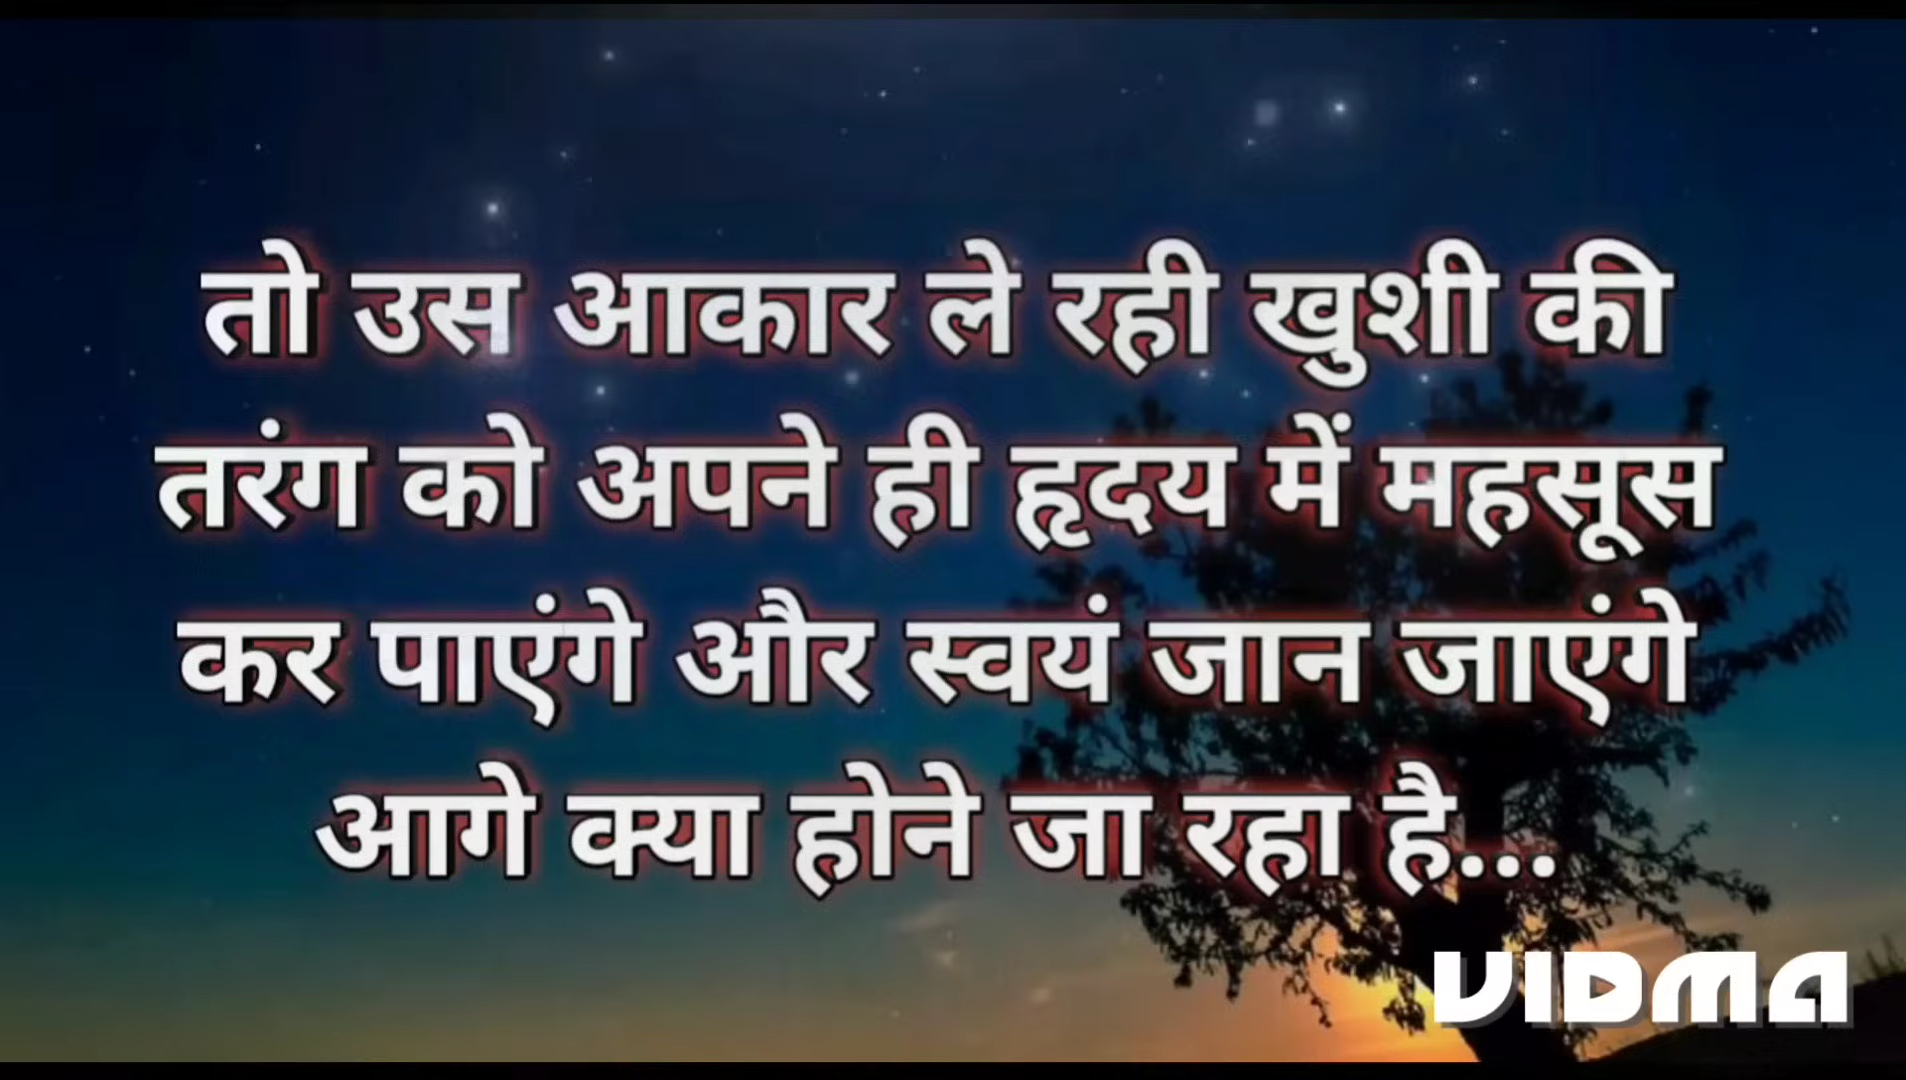 तो उस आकार ले रही खुशी की
तरंग को अपने ही हृदय में महसूस
कर पाएंगे और स्वयं जान जाएंगे
आगे क्या होने जा रहा है...
VIDMA